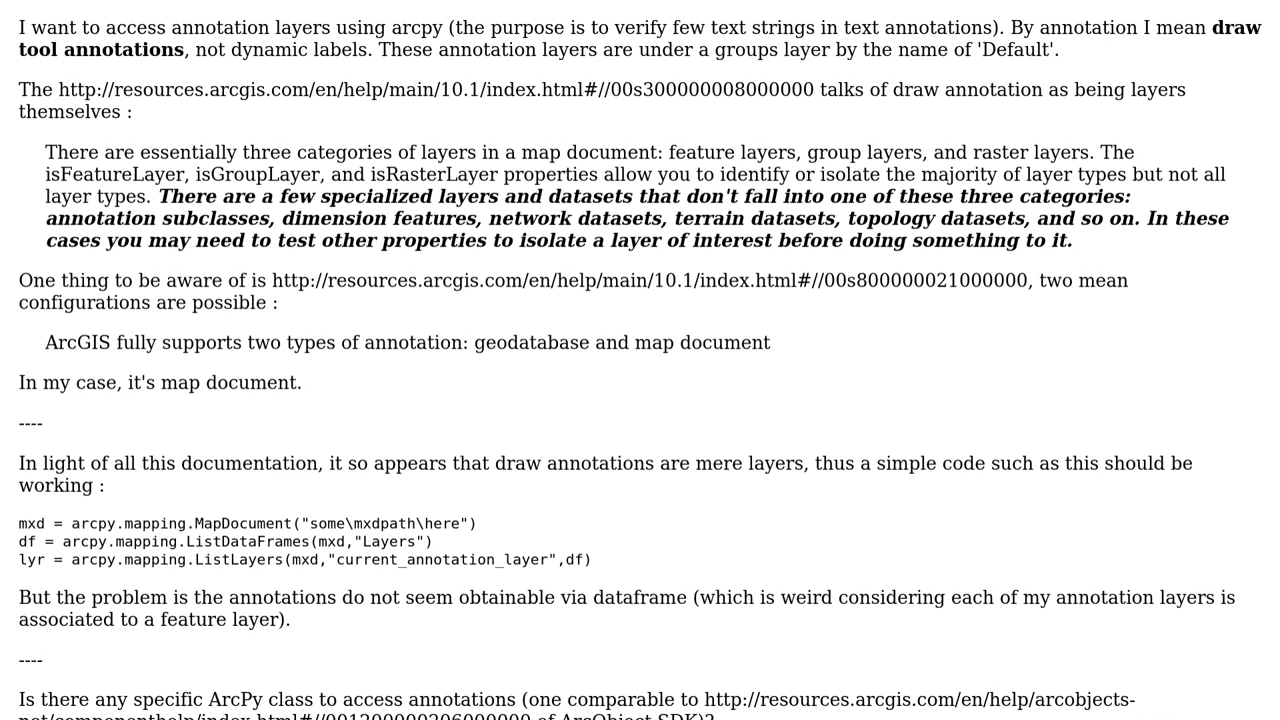 I want to access annotation layers using arcpy (the purpose is to verify few text strings in text annotations). By annotation I mean draw
tool annotations, not dynamic labels. These annotation layers are under a groups layer by the name of 'Default'.
The http://resources.arcgis.com/en/help/main/10.1/index.html#//00s300000008000000 talks of draw annotation as being layers
themselves :
There are essentially three categories of layers in a map document: feature layers, group layers, and raster layers. The
isFeatureLayer, isGroupLayer, and isRasterLayer properties allow you to identify or isolate the majority of layer types but not all
layer types. There are a few specialized layers and datasets that don't fall into one of these three categories:
annotation subclasses, dimension features, network datasets, terrain datasets, topology datasets, and so on. In these
cases you may need to test other properties to isolate a layer of interest before doing something to it.
One thing to be aware of is http://resources.arcgis.com/en/help/main/10.1/index.html#//00s800000021000000, two mean
configurations are possible :
ArcGIS fully supports two types of annotation: geodatabase and map document
In my case, it's map document.
----
In light of all this documentation, it so appears that draw annotations are mere layers, thus a simple code such as this should be
working :
mxd = arcpy.mapping.MapDocument("some\mxdpath\here")
df = arcpy.mapping.ListDataFrames(mxd,"Layers")
lyr = arcpy.mapping.ListLayers(mxd,"current_annotation_layer",df)
But the problem is the annotations do not seem obtainable via dataframe (which is weird considering each of my annotation layers is
associated to a feature layer).
----
Is there any specific ArcPy class to access annotations (one comparable to http://resources.arcgis.com/en/help/arcobjects-